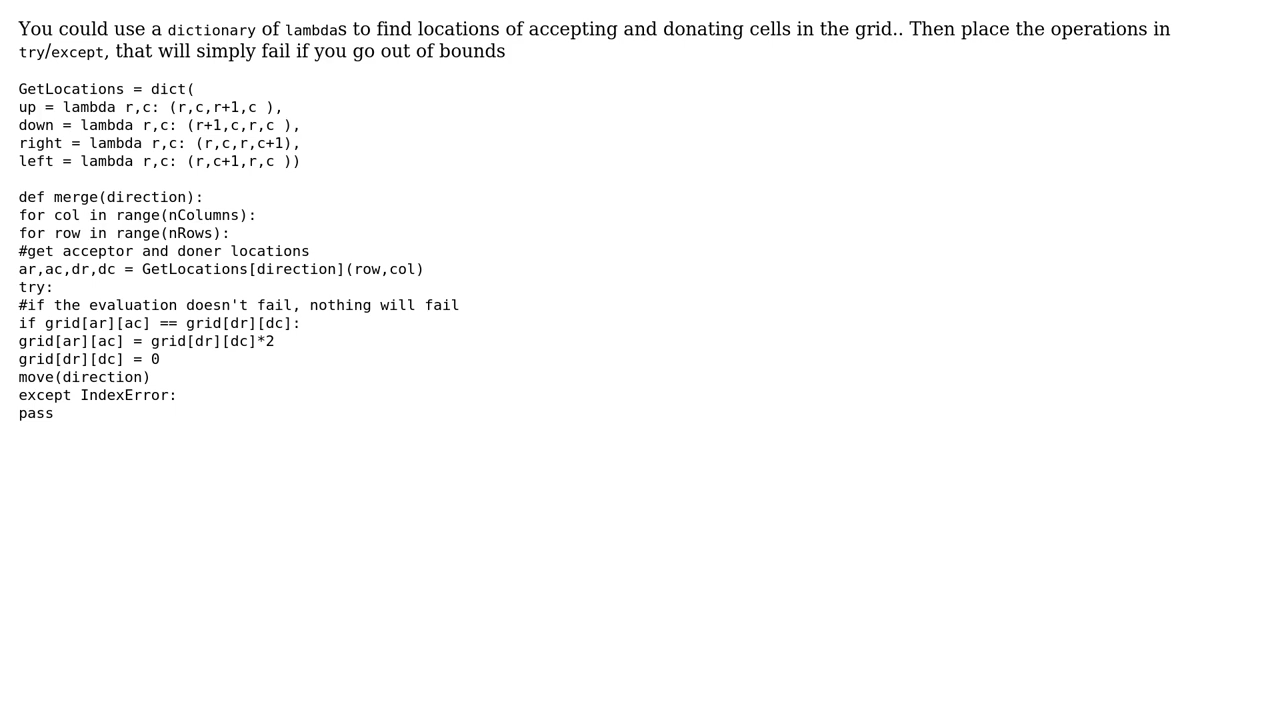 You could use a dictionary of lambdas to find locations of accepting and donating cells in the grid.. Then place the operations in
try/except, that will simply fail if you go out of bounds
GetLocations = dict(
up = lambda r,c: (r,c,r+1,c ),
down = lambda r,c: (r+1,c,r,c ),
right = lambda r,c: (r,c,r,c+1),
left = lambda r,c: (r,c+1,r,c ))
def merge(direction):
for col in range(nColumns):
for row in range(nRows):
#get acceptor and doner locations
ar,ac,dr,dc = GetLocations[direction](row,col)
try:
#if the evaluation doesn't fail, nothing will fail
if grid[ar][ac] == grid[dr][dc]:
grid[ar][ac] = grid[dr][dc]*2
grid[dr][dc] = 0
move(direction)
except IndexError:
pass